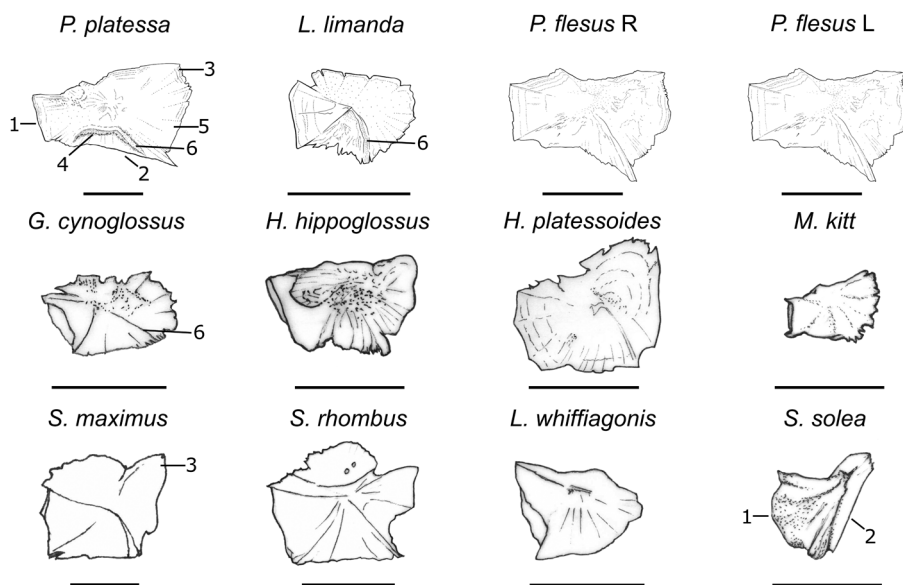 P. platessa
L. limanda
P. flesus R
P. flesus L
3
1
5
6
4
2
6
G. cynoglossus
H. hippoglossus
H. platessoides
M. kitt
6
S. maximus
S. rhombus
L. whiffiagonis
S. solea
3
1
2